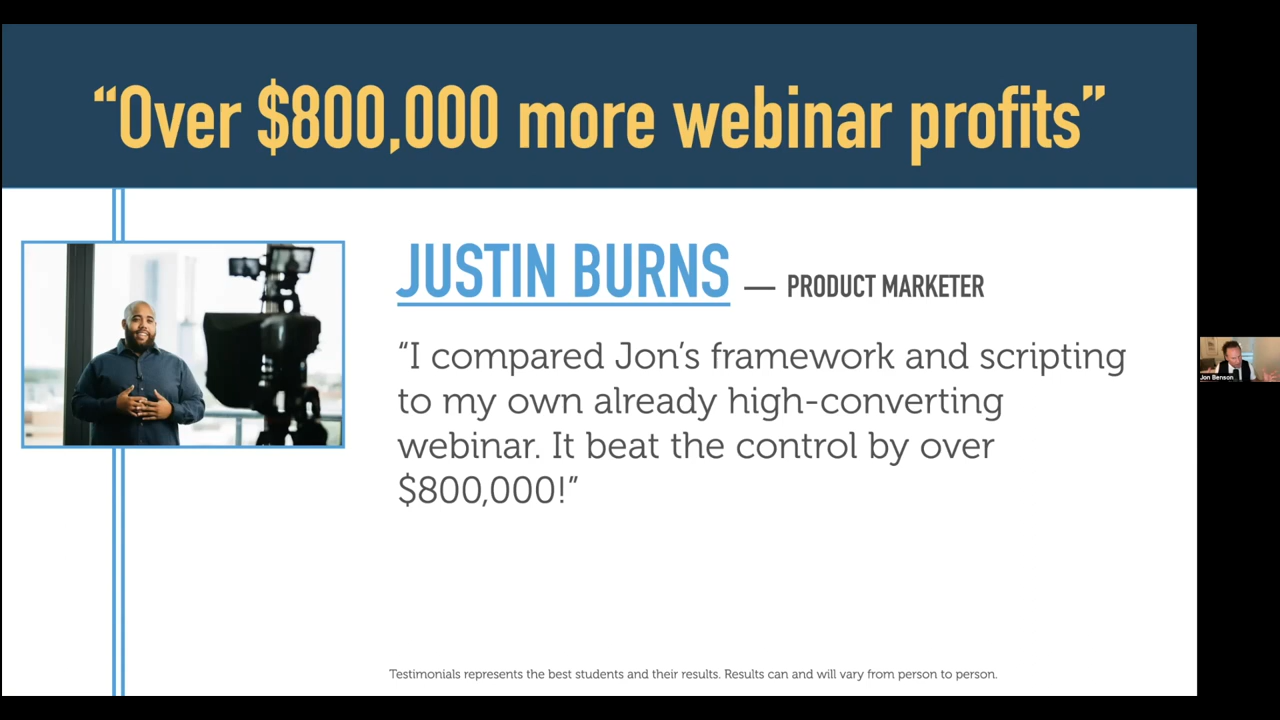 “Over $800,000 more webinar profits”
JUSTIN BURNS — PRODUCT MARKETER
“I compared Jon’s framework and scripting
to my own already high-converting
webinar. It beat the control by over
$800,000!”
Jon Benson
Testimonials represents the best students and their results. Results can and will vary from person to person.